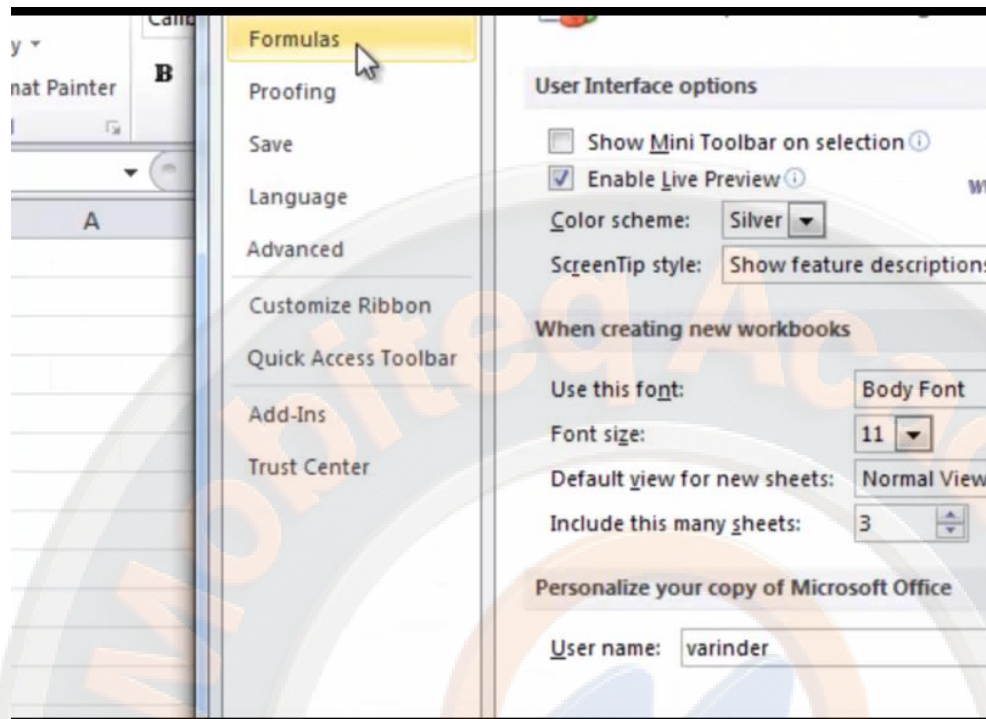 Formulas
Proofing
Save
Language
Advanced
Customize Ribbon
Quick Access Toolbar
Add-Ins
Trust Center
mat Painter
B
A
User Interface options
Show Mini Toolbar on selection
Enable Live Preview
Color scheme: Silver
ScreenTip style: Show feature descriptions
When creating new workbooks
Use this font: Body Font
Font size: 11
Default view for new sheets: Normal View
Include this many sheets: 3
Personalize your copy of Microsoft Office
User name: varinder
Mobiteq Acad